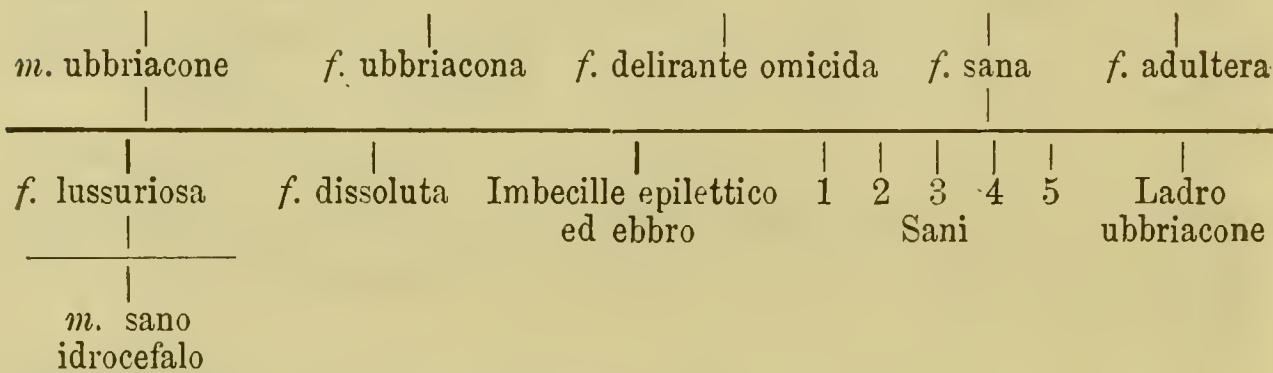 m. ubbriacone f. ubbriacona f. delirante omicida f. sana f. adultera
f. lussuriosa f. dissoluta Imbecille epilettico 1 2 3 4 5 Ladro
ed ebbro Sani ubbriacone
m. sano
idrocefalo